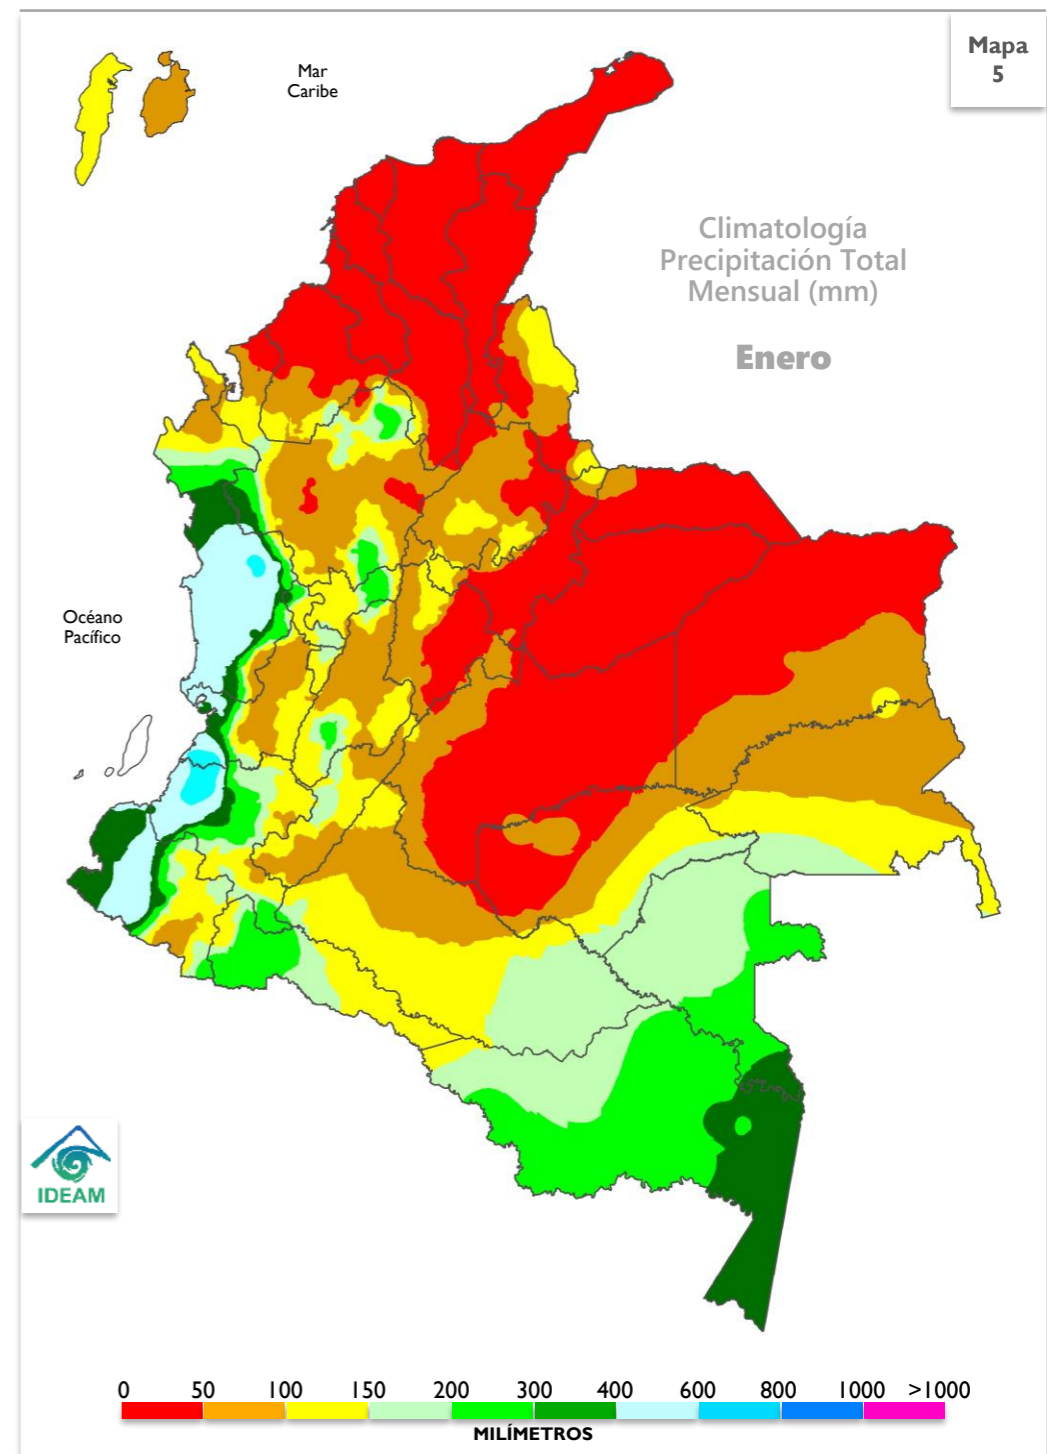 Mapa
5
Mar
Caribe
Climatología
Precipitación Total
Mensual (mm)
Enero
Océano
Pacífico
IDEAM
0 50 100 150 200 300 400 600 800 1000 >1000
MILÍMETROS